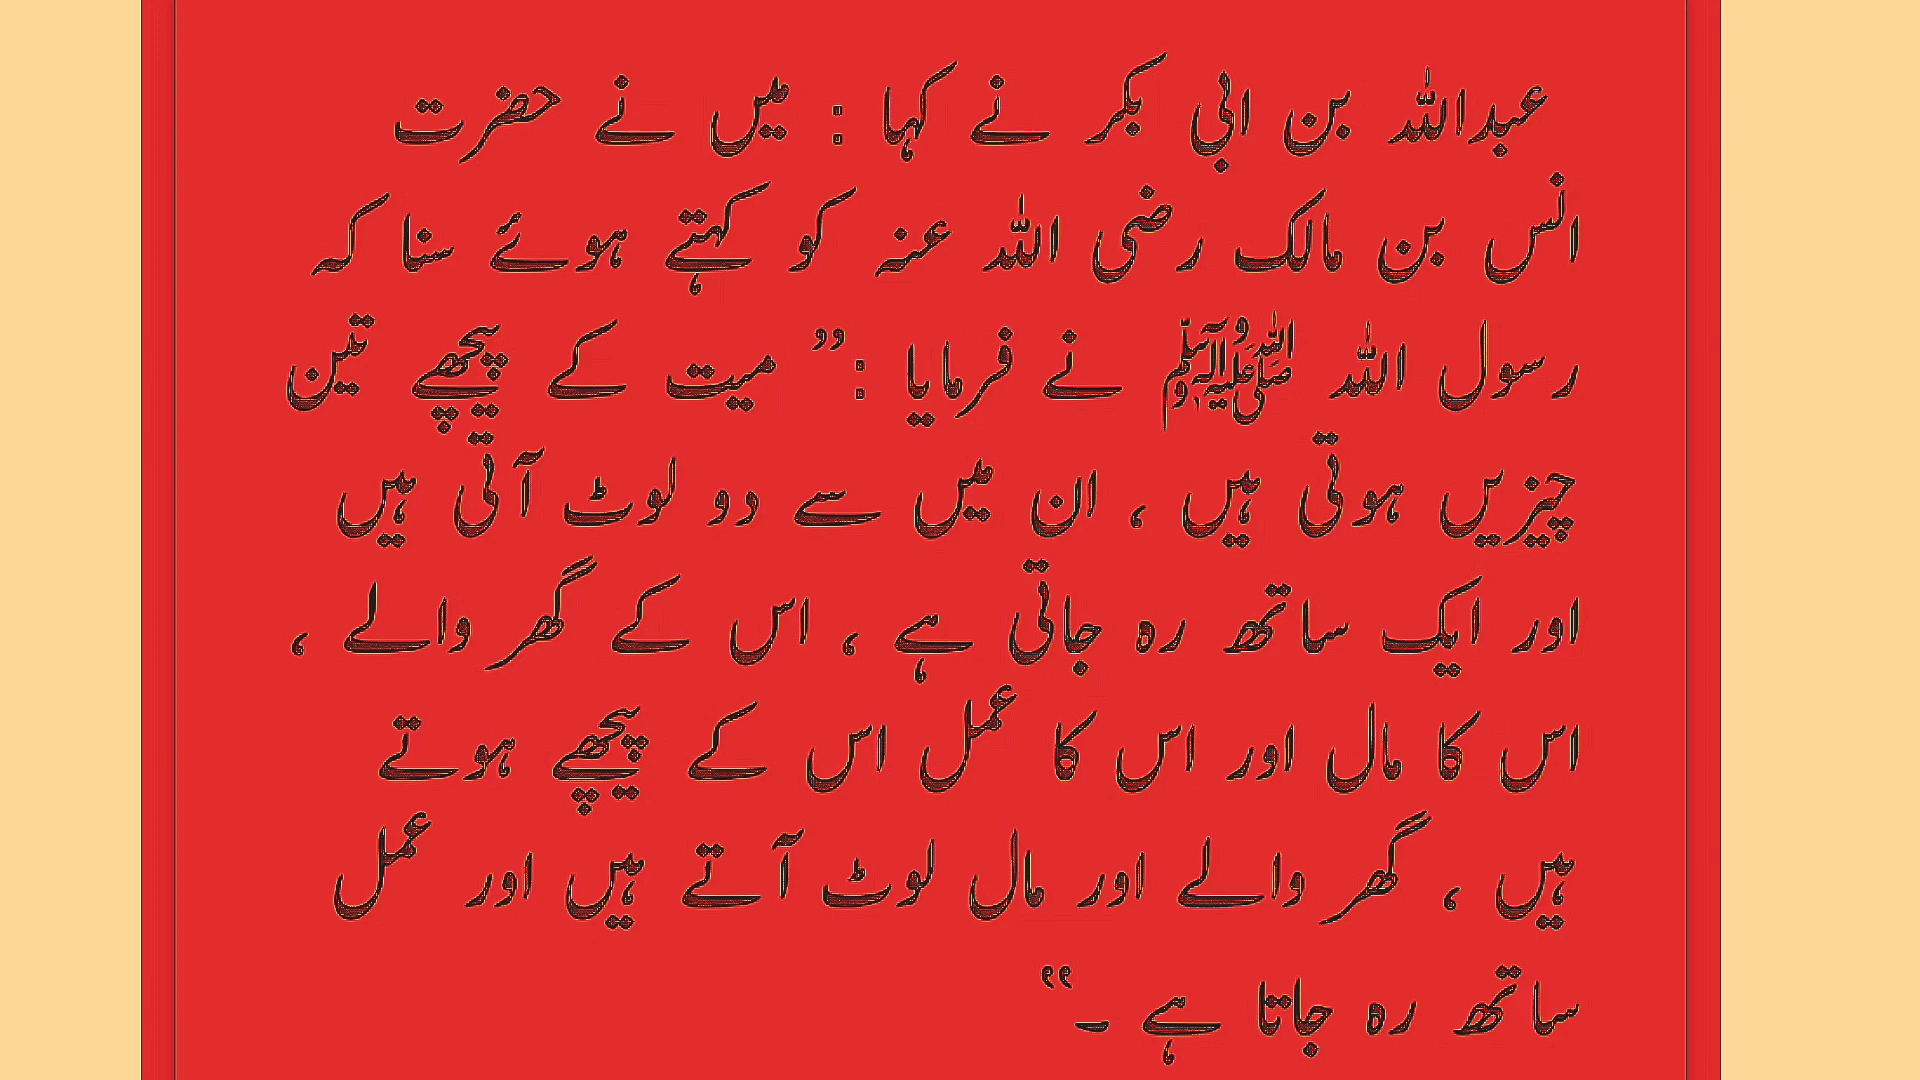 عبداللہ بن ابی بکر نے کہا : میں نے حضرت
انس بن مالک رضی اللہ عنہ کو کہتے ہوئے سنا کہ
رسول اللہ ﷺ نے فرمایا :” میت کے پیچھے تین
چیزیں ہوتی ہیں ، ان میں سے دو لوٹ آتی ہیں
اور ایک ساتھ رہ جاتی ہے ، اس کے گھر والے ،
اس کا مال اور اس کا عمل اس کے پیچھے ہوتے
ہیں ، گھر والے اور مال لوٹ آتے ہیں اور عمل
ساتھ رہ جاتا ہے ۔“